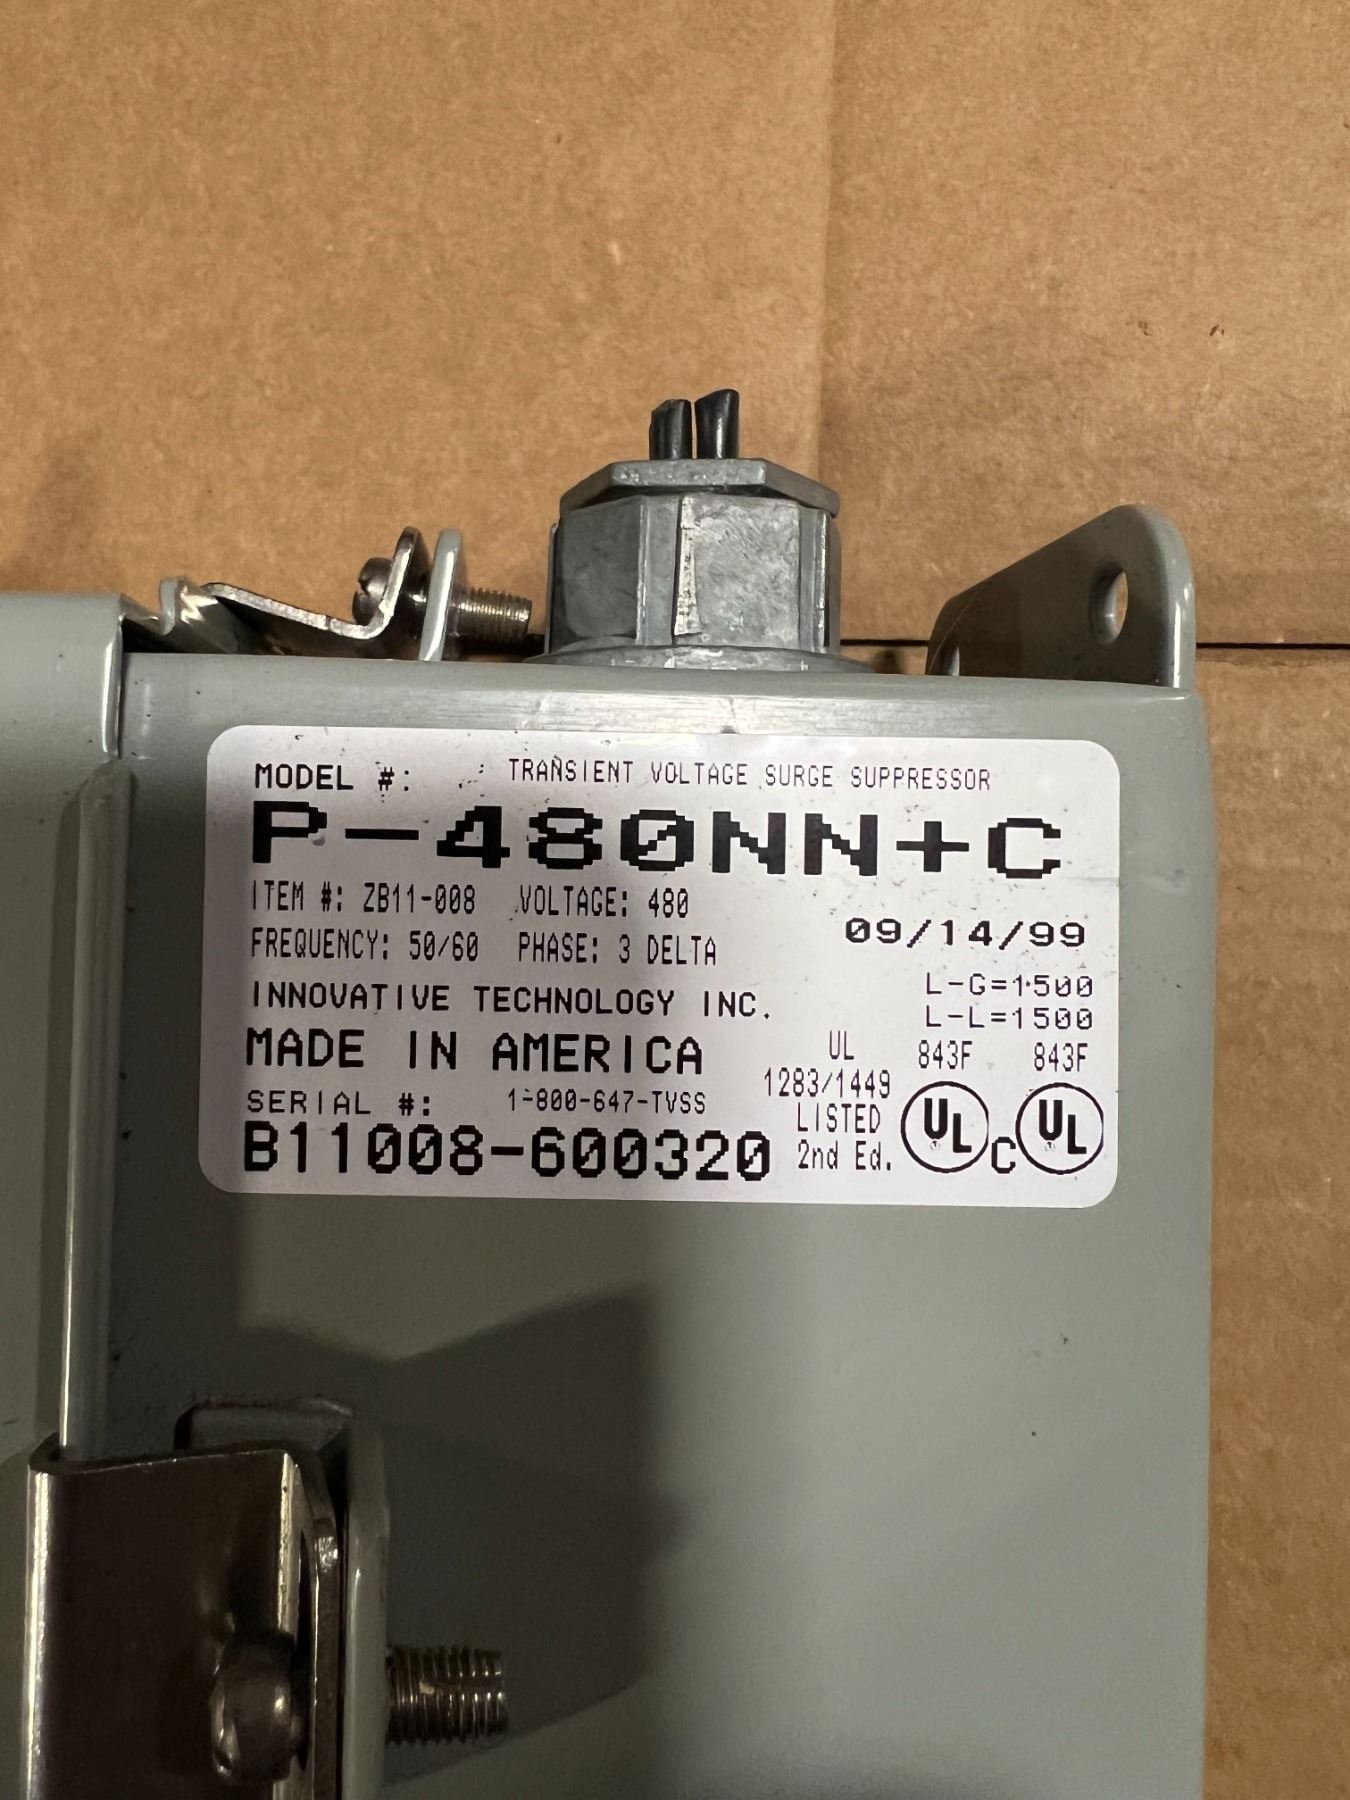 MODEL #: TRANSIENT VOLTAGE SURGE SUPPRESSOR
P-480NN+C
ITEM #: ZB11-008 VOLTAGE: 480
09/14/99
FREQUENCY: 50/60 PHASE: 3 DELTA
L-G=1500
INNOVATIVE TECHNOLOGY INC.
L-L=1500
MADE IN AMERICA
UL 843F 843F
1283/1449
SERIAL #: 1-800-647-TVSS
LISTED
B11008-600320
2nd Ed.
UL C UL